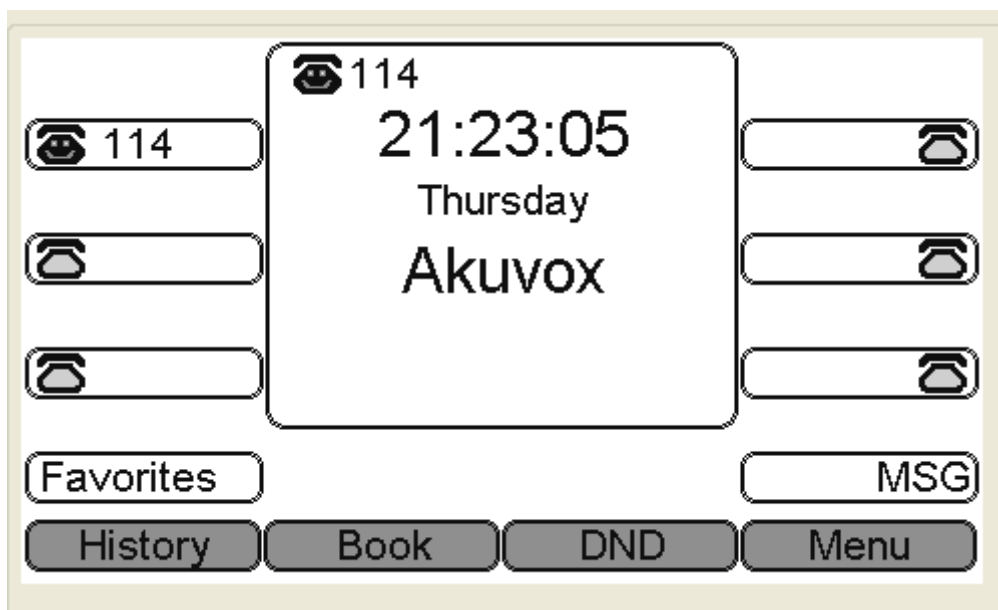 114
21:23:05
114
Thursday
Akuvox
Favorites
MSG
History
Book
DND
Menu